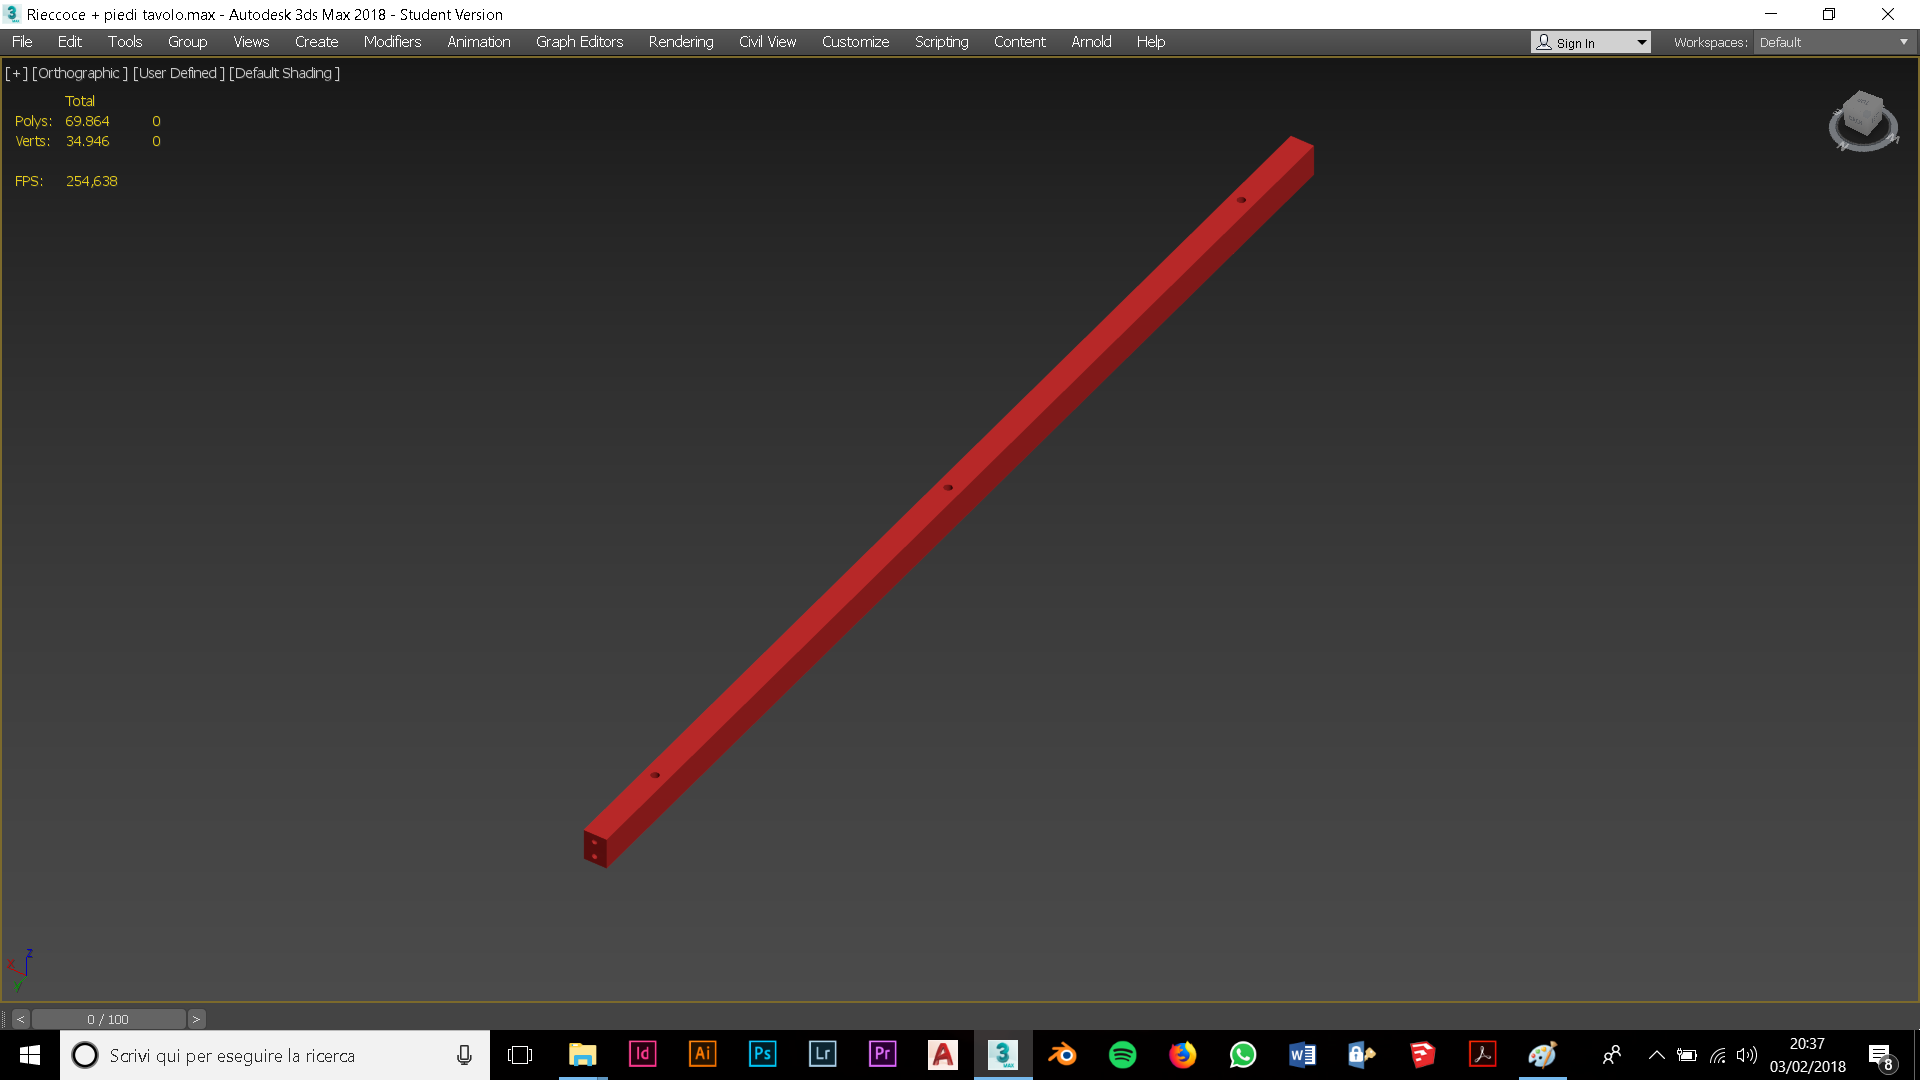 Rieccoce + piedi tavolo.max - Autodesk 3ds Max 2018 - Student Version
File Edit Tools Group Views Create Modifiers Animation Graph Editors Rendering Civil View Customize Scripting Content Arnold Help Sign In Workspaces: Default
[+] [Orthographic ] [User Defined ] [Default Shading ]
Total
Polys: 69.864 0
Verts: 34.946 0
FPS: 254,638
z
x
< 0 / 100 >
Scrivi qui per eseguire la ricerca
Id Ai Ps Lr Pr A 3 MAX W
20:37
03/02/2018
8